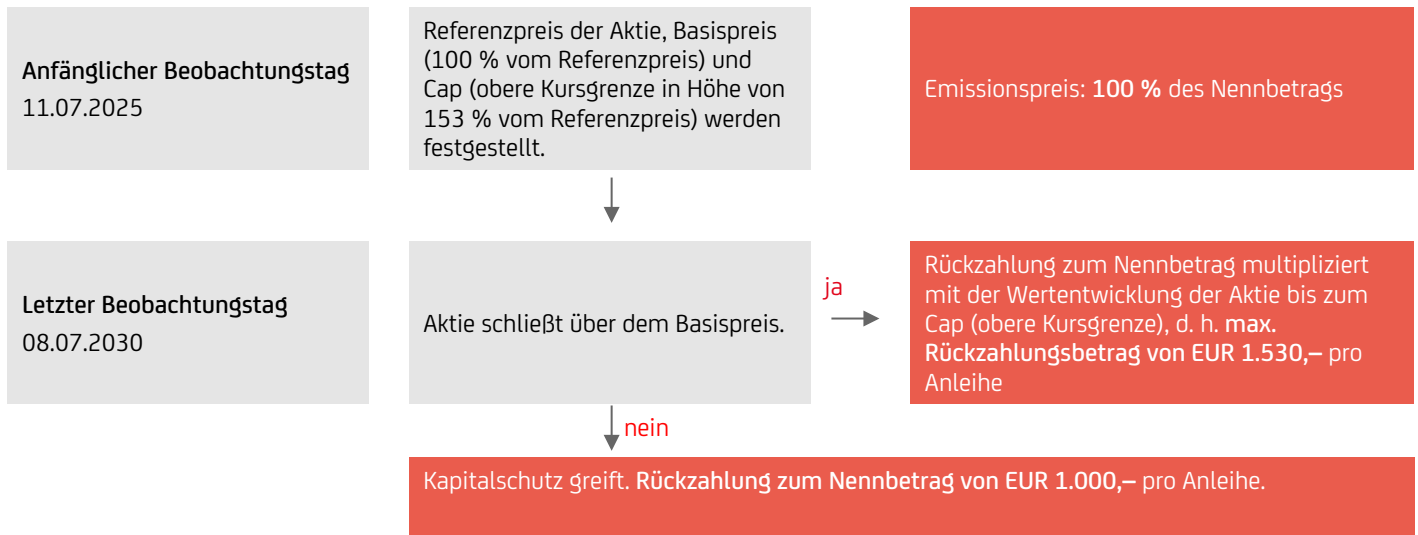 Anfänglicher Beobachtungstag
11.07.2025
Referenzpreis der Aktie, Basispreis
(100 % vom Referenzpreis) und
Cap (obere Kursgrenze in Höhe von
153 % vom Referenzpreis) werden
festgestellt.
Emissionspreis: 100 % des Nennbetrags
Letzter Beobachtungstag
08.07.2030
Aktie schließt über dem Basispreis.
ja
Rückzahlung zum Nennbetrag multipliziert
mit der Wertentwicklung der Aktie bis zum
Cap (obere Kursgrenze), d. h. max.
Rückzahlungsbetrag von EUR 1.530,– pro
Anleihe
nein
Kapitalschutz greift. Rückzahlung zum Nennbetrag von EUR 1.000,– pro Anleihe.